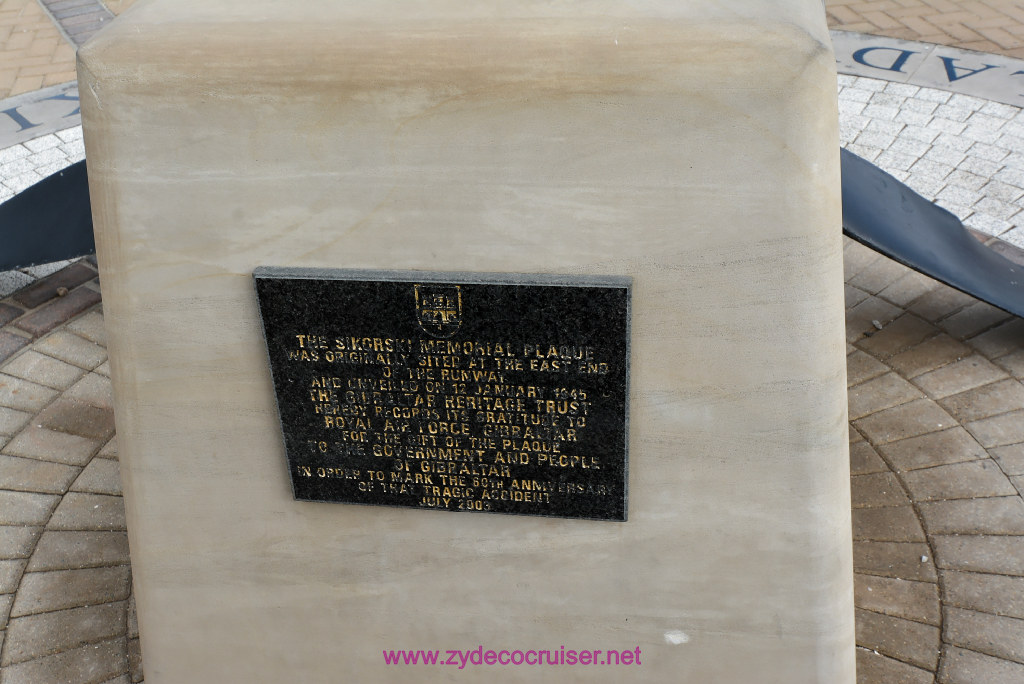 AD
THE SIKORSKI MEMORIAL PLAQUE
WAS ORIGINALLY SITED AT THE EAST END
OF THE RUNWAY
AND UNVEILED ON 12 JANUARY 1945
THE GIBRALTAR HERITAGE TRUST
HEREBY RECORDS ITS GRATITUDE TO
ROYAL AIR FORCE, GIBRALTAR
FOR THE GIFT OF THE PLAQUE
TO THE GOVERNMENT AND PEOPLE
OF GIBRALTAR
IN ORDER TO MARK THE 60TH ANNIVERSARY
OF THAT TRAGIC ACCIDENT
JULY 2003
www.zydecocruiser.net